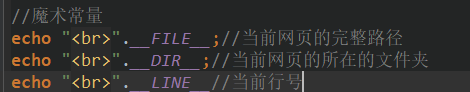 //魔术常量
echo "<br>".__FILE__;//当前网页的完整路径
echo "<br>".__DIR__;//当前网页的所在的文件夹
echo "<br>".__LINE__//当前行号